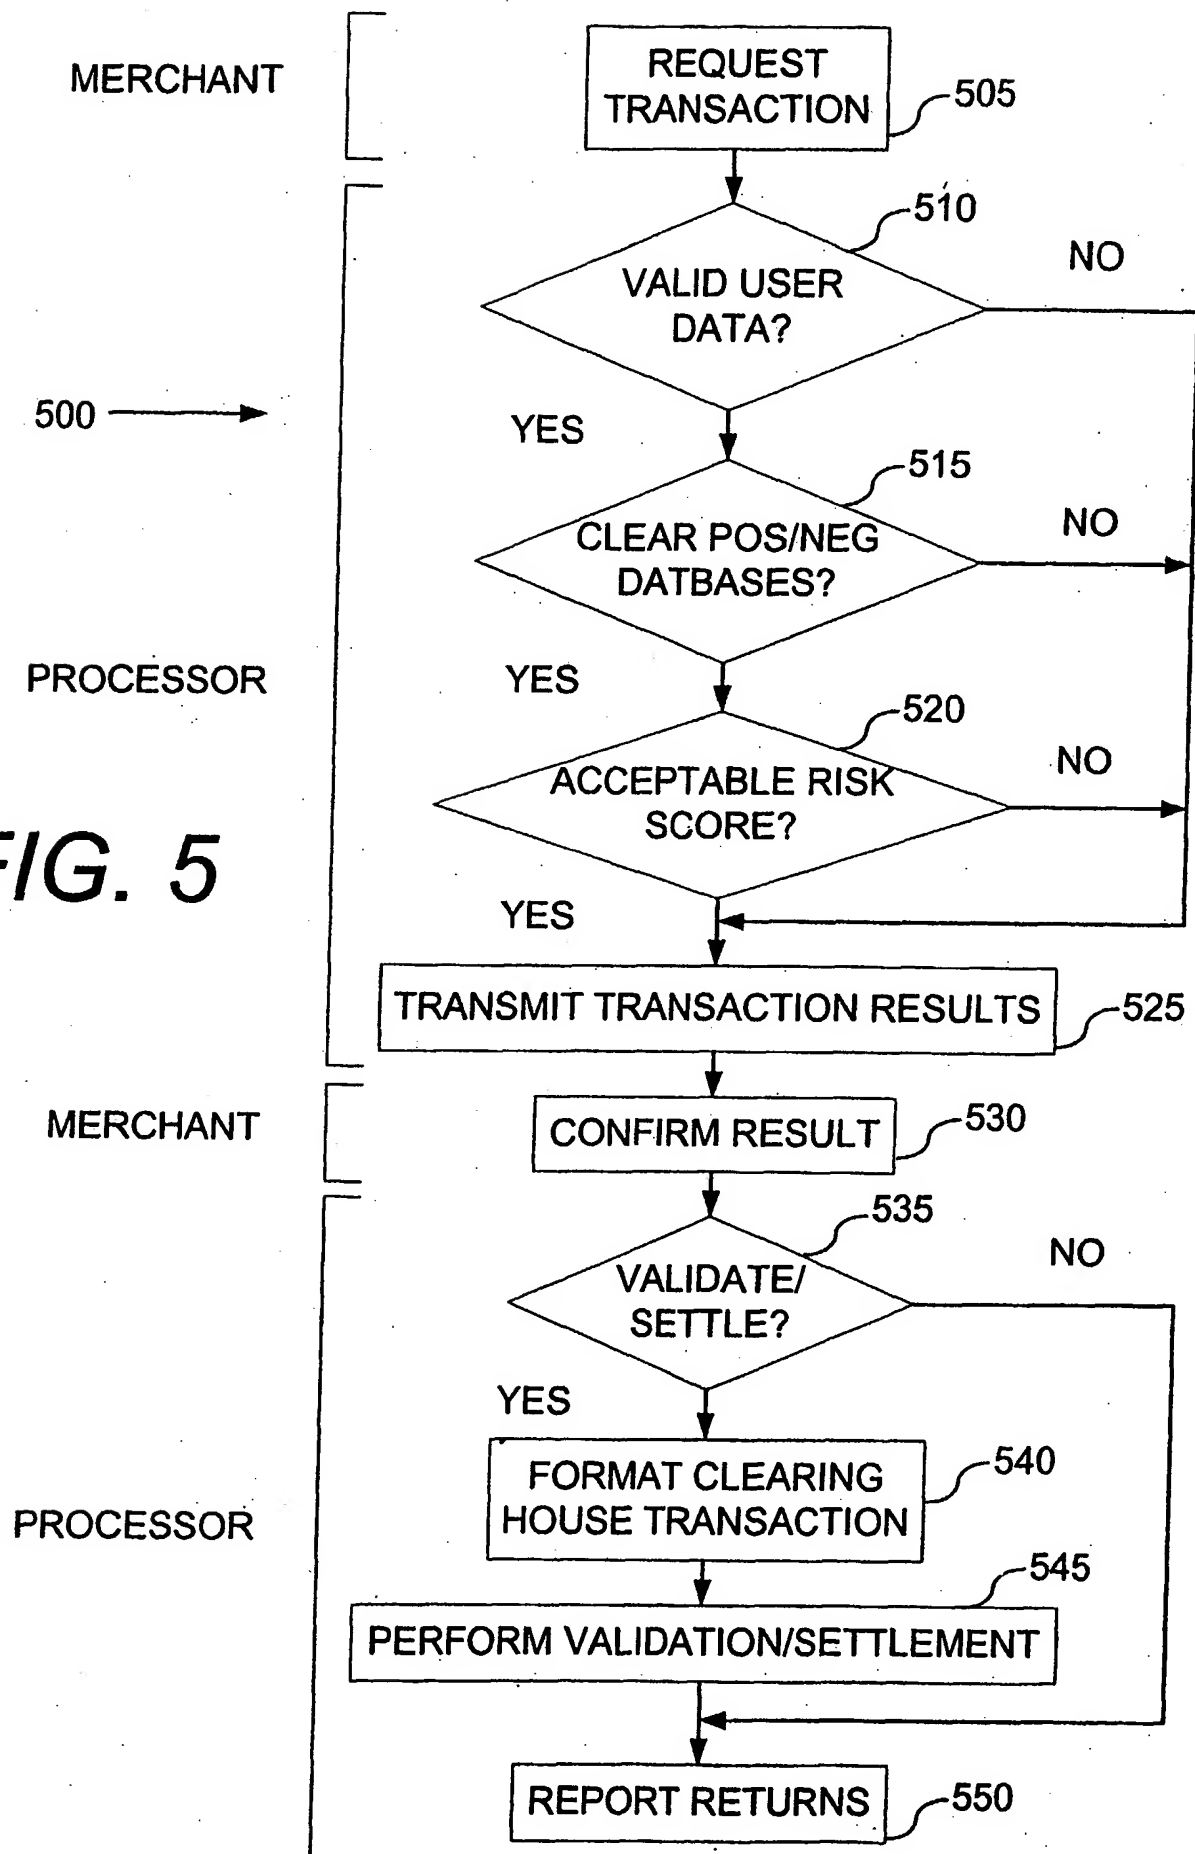 MERCHANT
REQUEST
TRANSACTION
505
510
VALID USER
DATA?
NO
500
YES
515
CLEAR POS/NEG
DATBASES?
NO
PROCESSOR
YES
520
ACCEPTABLE RISK
SCORE?
NO
FIG. 5
YES
TRANSMIT TRANSACTION RESULTS
525
MERCHANT
CONFIRM RESULT
530
535
VALIDATE/
SETTLE?
NO
YES
PROCESSOR
FORMAT CLEARING
HOUSE TRANSACTION
540
545
PERFORM VALIDATION/SETTLEMENT
REPORT RETURNS
550